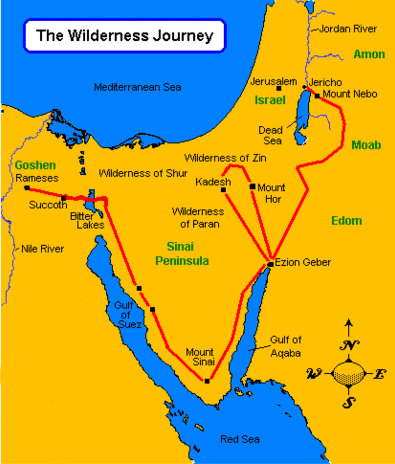 The Wilderness Journey
Jordan River
Amon
Mediterranean Sea
Jerusalem
Jericho
Mount Nebo
Israel
Dead
Sea
Moab
Goshen
Rameses
Wilderness of Shur
Wilderness of Zin
Kadesh
Mount
Hor
Succoth
Bitter
Lakes
Wilderness
of Paran
Edom
Nile River
Sinai
Peninsula
Ezion Geber
Gulf
of
Suez
Mount
Sinai
Gulf of
Aqaba
N
W
E
S
Red Sea